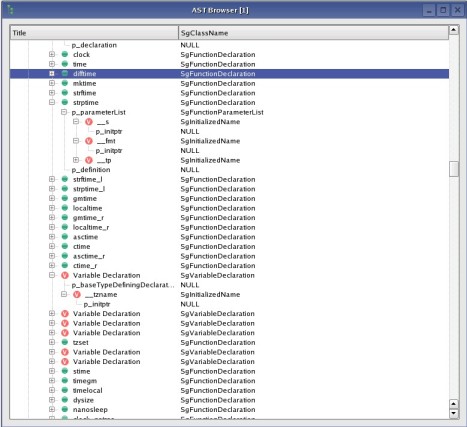 AST Browser [1]
Title SgClassName
p_declaration NULL
clock SgFunctionDeclaration
time SgFunctionDeclaration
difftime SgFunctionDeclaration
mktime SgFunctionDeclaration
strftime SgFunctionDeclaration
strptime SgFunctionDeclaration
p_parameterList SgFunctionParameterList
V __s SgInitializedName
p_initptr NULL
V __fmt SgInitializedName
p_initptr NULL
V __tp SgInitializedName
p_definition NULL
strftime_l SgFunctionDeclaration
strptime_l SgFunctionDeclaration
gmtime SgFunctionDeclaration
localtime SgFunctionDeclaration
gmtime_r SgFunctionDeclaration
localtime_r SgFunctionDeclaration
asctime SgFunctionDeclaration
ctime SgFunctionDeclaration
asctime_r SgFunctionDeclaration
ctime_r SgFunctionDeclaration
V Variable Declaration SgVariableDeclaration
p_baseTypeDefiningDeclarat... NULL
V __tzname SgInitializedName
p_initptr NULL
V Variable Declaration SgVariableDeclaration
V Variable Declaration SgVariableDeclaration
V Variable Declaration SgVariableDeclaration
tzset SgFunctionDeclaration
V Variable Declaration SgVariableDeclaration
V Variable Declaration SgVariableDeclaration
stime SgFunctionDeclaration
timegm SgFunctionDeclaration
timelocal SgFunctionDeclaration
dysize SgFunctionDeclaration
nanosleep SgFunctionDeclaration